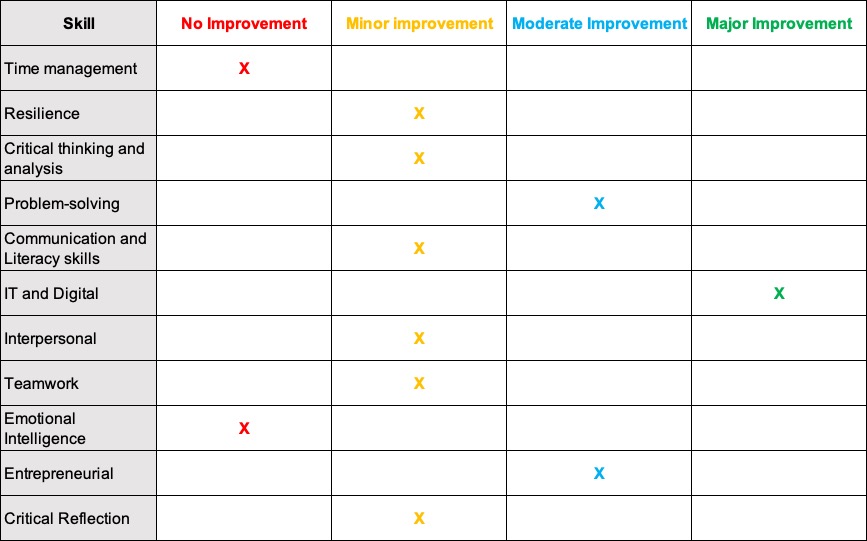 Skill No Improvement Minor improvement Moderate Improvement Major Improvement
Time management X
Resilience X
Critical thinking and
analysis X
Problem-solving X
Communication and
Literacy skills X
IT and Digital X
Interpersonal X
Teamwork X
Emotional
Intelligence X
Entrepreneurial X
Critical Reflection X